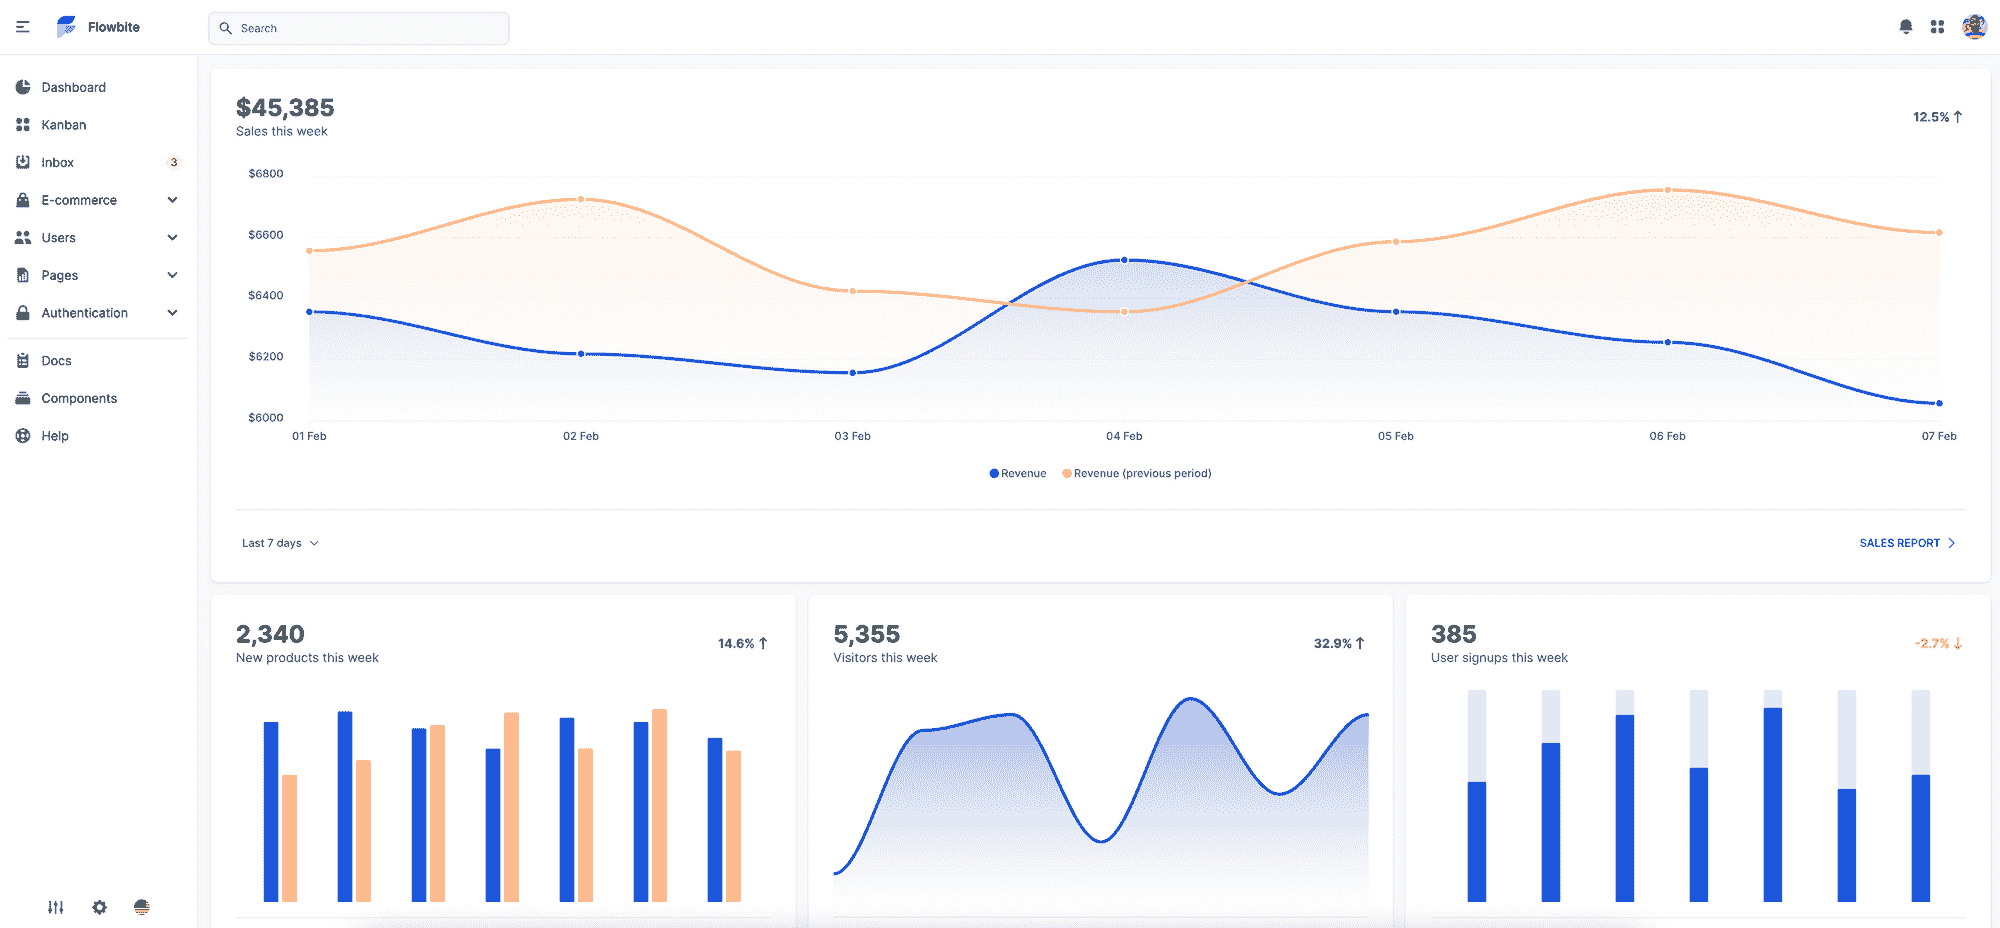 Flowbite
Search
Dashboard
Kanban
Inbox 3
E-commerce
Users
Pages
Authentication
Docs
Components
Help
$45,385
Sales this week
12.5%
$6800
$6600
$6400
$6200
$6000
01 Feb 02 Feb 03 Feb 04 Feb 05 Feb 06 Feb 07 Feb
Revenue Revenue (previous period)
Last 7 days
SALES REPORT
2,340
New products this week
14.6%
5,355
Visitors this week
32.9%
385
User signups this week
-2.7%